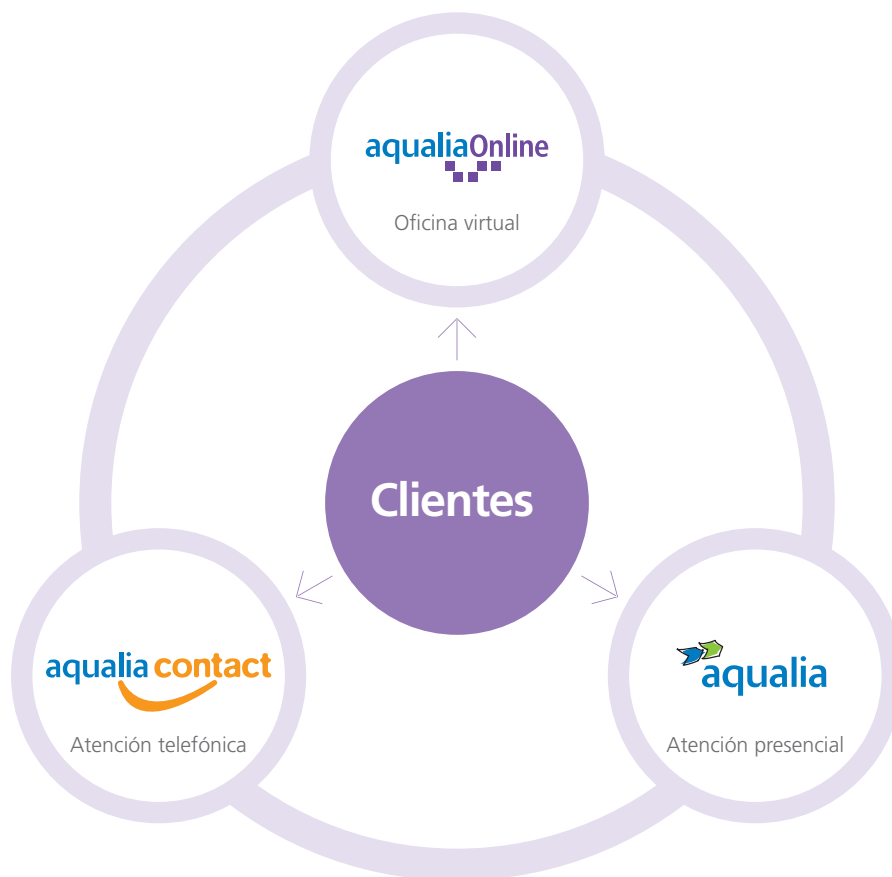 aqualiaOnline
Oficina virtual
Clientes
aqualia contact
Atención telefónica
aqualia
Atención presencial